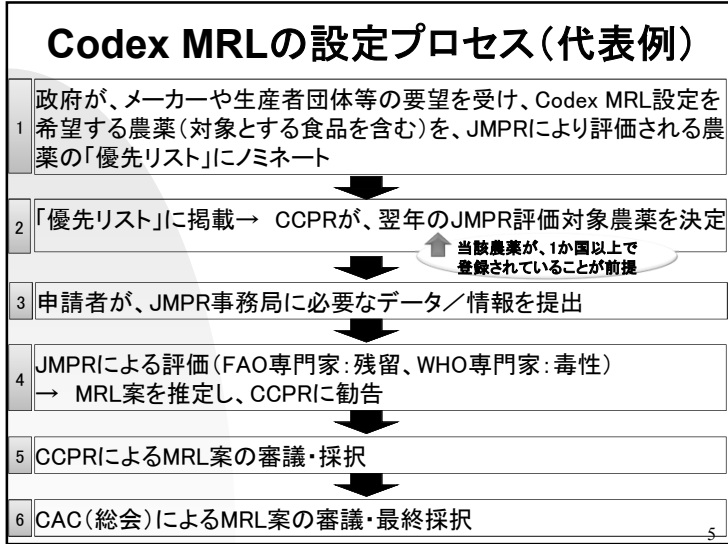 Codex MRLの設定プロセス(代表例)
1
政府が、メーカーや生産者団体等の要望を受け、Codex MRL設定を
希望する農薬(対象とする食品を含む)を、JMPRにより評価される農
薬の「優先リスト」にノミネート
2
「優先リスト」に掲載→ CCPRが、翌年のJMPR評価対象農薬を決定
当該農薬が、1か国以上で
登録されていることが前提
3
申請者が、JMPR事務局に必要なデータ/情報を提出
4
JMPRによる評価(FAO専門家:残留、WHO専門家:毒性)
→ MRL案を推定し、CCPRに勧告
5
CCPRによるMRL案の審議・採択
6
CAC(総会)によるMRL案の審議・最終採択
5